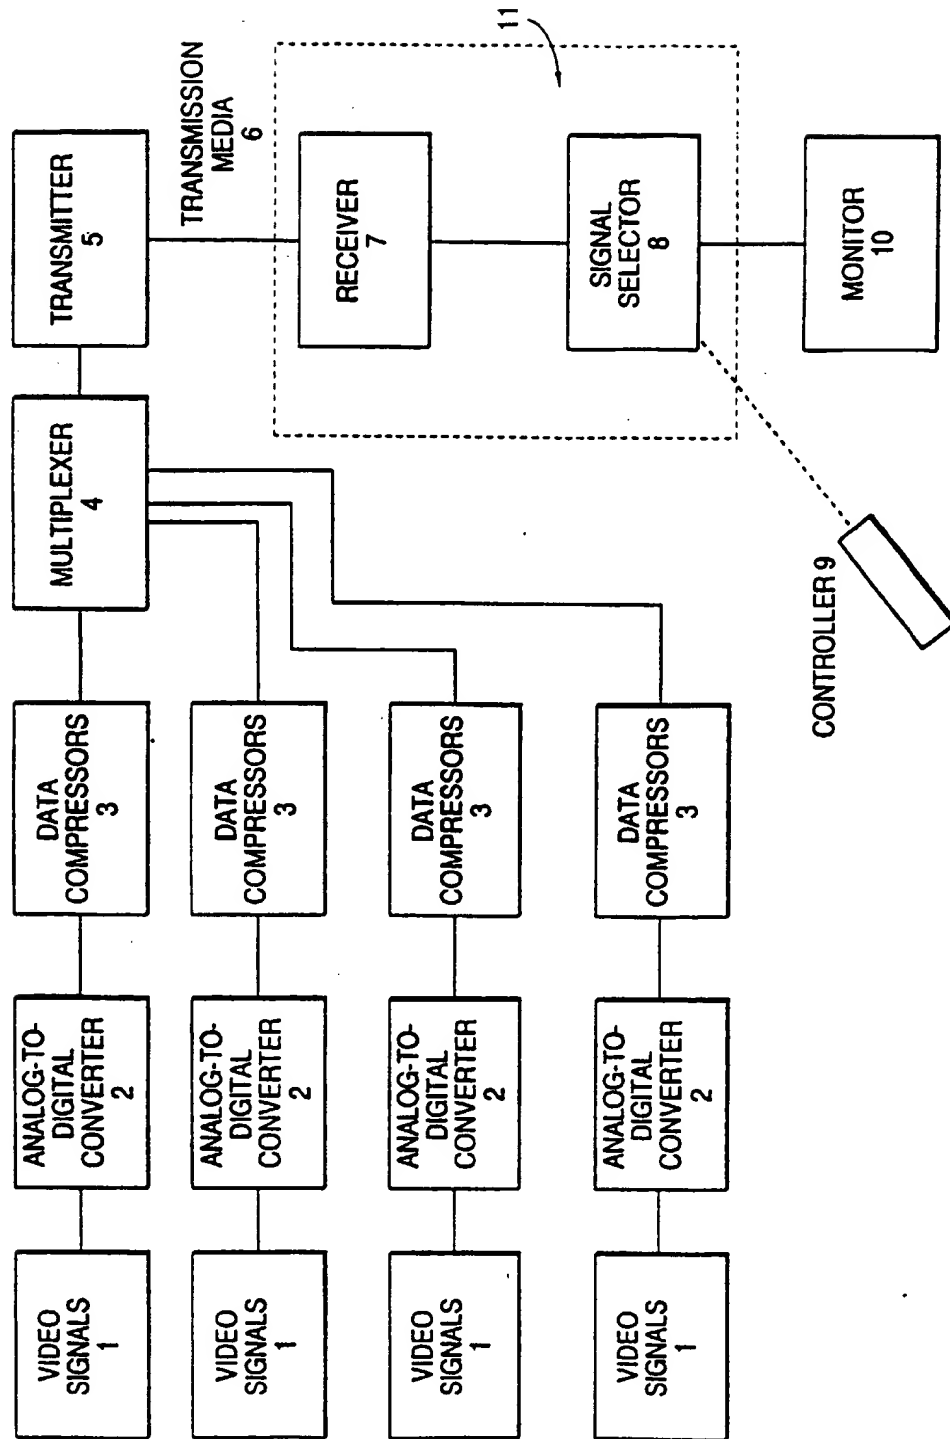 VIDEO
SIGNALS
1
ANALOG-TO-
DIGITAL
CONVERTER
2
DATA
COMPRESSORS
3
MULTIPLEXER
4
TRANSMITTER
5
VIDEO
SIGNALS
1
ANALOG-TO-
DIGITAL
CONVERTER
2
DATA
COMPRESSORS
3
VIDEO
SIGNALS
1
ANALOG-TO-
DIGITAL
CONVERTER
2
DATA
COMPRESSORS
3
VIDEO
SIGNALS
1
ANALOG-TO-
DIGITAL
CONVERTER
2
DATA
COMPRESSORS
3
TRANSMISSION
MEDIA
6
RECEIVER
7
11
SIGNAL
SELECTOR
8
CONTROLLER 9
MONITOR
10